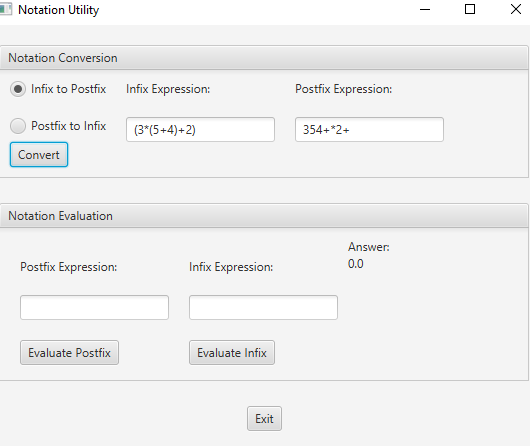 Notation Utility
Notation Conversion
Infix to Postfix
Infix Expression:
Postfix Expression:
Postfix to Infix
(3*(5+4)+2)
354+*2+
Convert
Notation Evaluation
Answer:
0.0
Postfix Expression:
Infix Expression:
Evaluate Postfix
Evaluate Infix
Exit